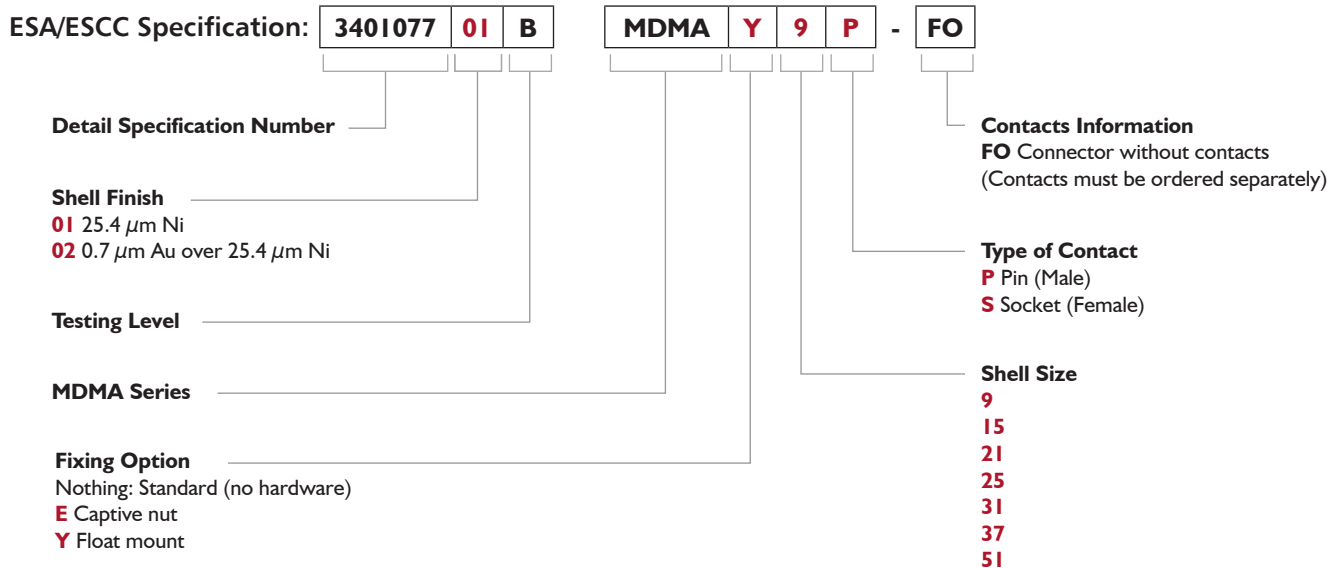 ESA/ESCC Specification: 3401077 01 B MDMA Y 9 P - FO
Detail Specification Number
Shell Finish
01 25.4 µm Ni
02 0.7 µm Au over 25.4 µm Ni
Testing Level
MDMA Series
Fixing Option
Nothing: Standard (no hardware)
E Captive nut
Y Float mount
Contacts Information
FO Connector without contacts
(Contacts must be ordered separately)
Type of Contact
P Pin (Male)
S Socket (Female)
Shell Size
9
15
21
25
31
37
51